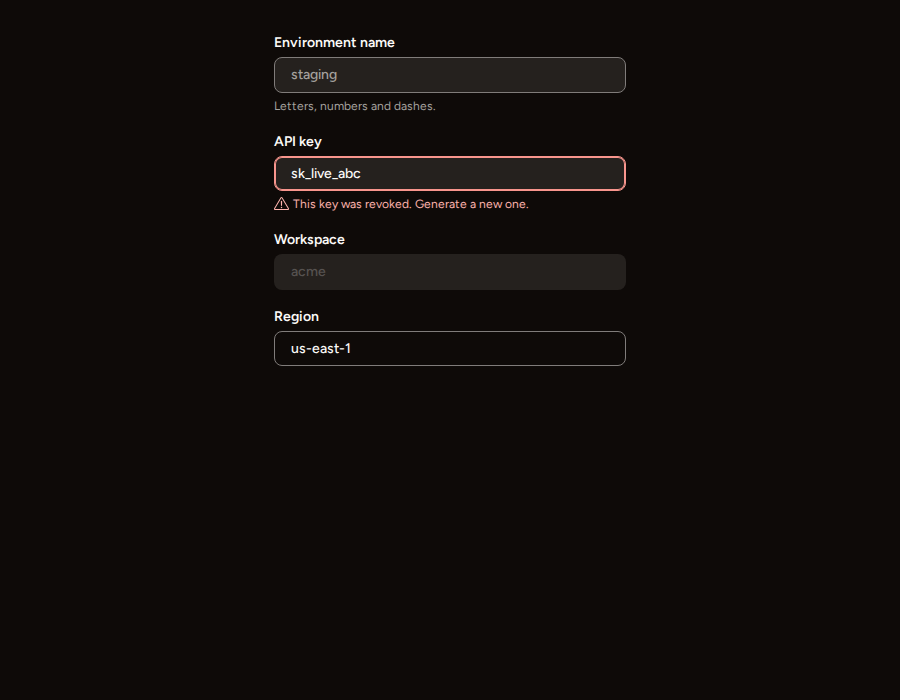 Environment name
staging
Letters, numbers and dashes.
API key
sk_live_abc
This key was revoked. Generate a new one.
Workspace
acme
Region
us-east-1